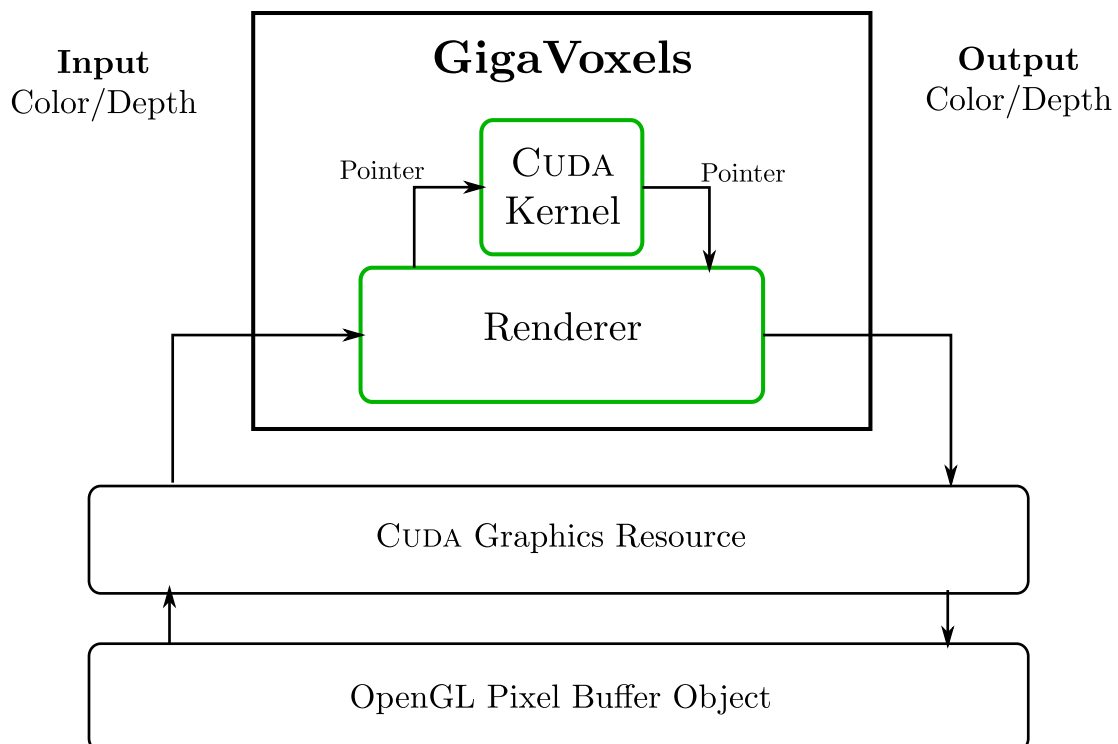 Input
Color/Depth
GigaVoxels
Output
Color/Depth
Pointer
CUDA
Kernel
Pointer
Renderer
CUDA Graphics Resource
OpenGL Pixel Buffer Object